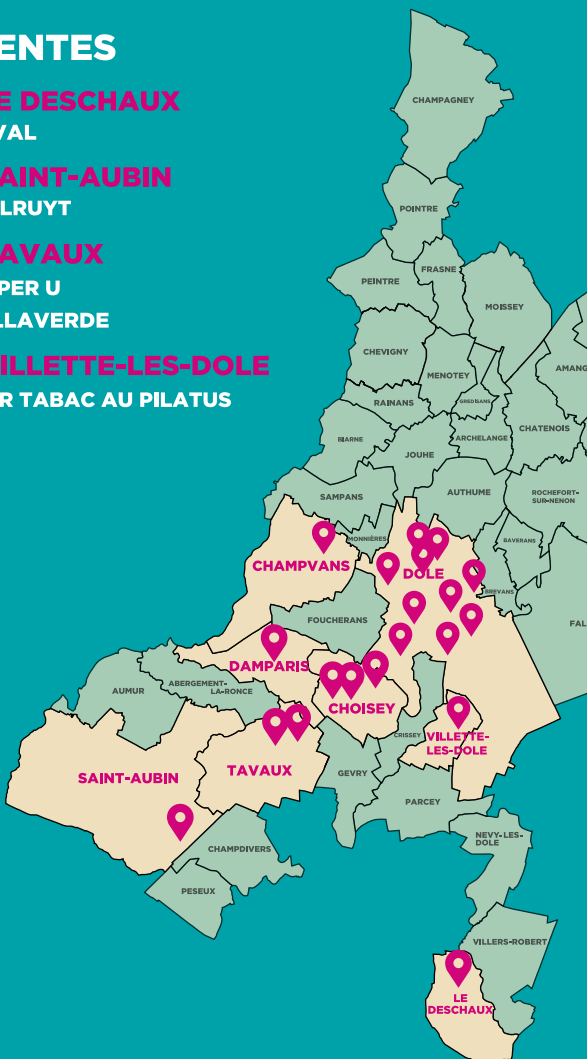 ENTES
E DESCHAUX
VAL
AINT-AUBIN
LRUYT
AVAUX
PER U
LLAVERDE
ILLETTE-LES-DOLE
R TABAC AU PILATUS
CHAMPAGNEY
POINTRE
FRASNE
PEINTRE
MOISSEY
CHEVIGNY
MENOTEY
AMANG
RAINANS
GREDISANS
CHATENOIS
BIARNE
ARCHELANGE
JOUHE
SAMPANS
AUTHUME
ROCHEFORT-
SUR-NENON
MONNIÈRES
BAVERANS
CHAMPVANS
DOLE
BREVANS
FOUCHERANS
FAL
DAMPARIS
ABERGEMENT-
LA-RONCE
AUMUR
CHOISEY
CRISSEY
VILLETTE-
LES-DOLE
SAINT-AUBIN
TAVAUX
GEVRY
PARCEY
NEVY-LES-
DOLE
CHAMPDIVERS
PESEUX
VILLERS-ROBERT
LE
DESCHAUX